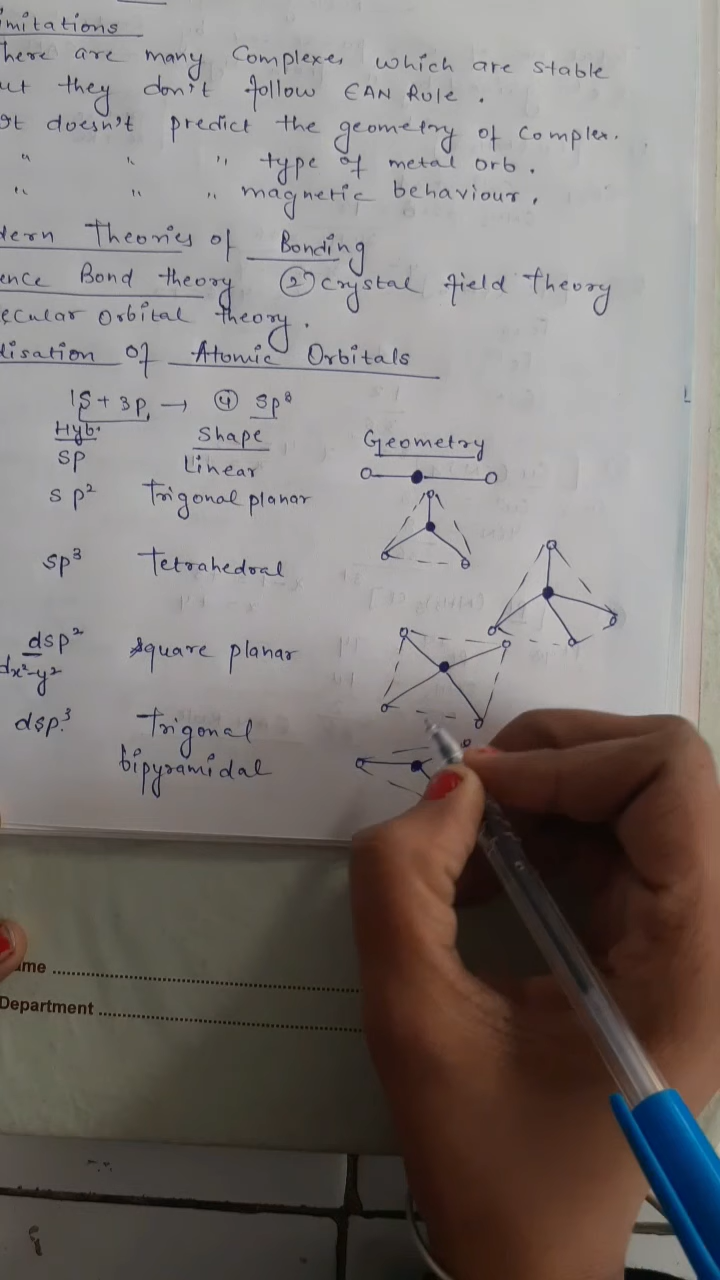 imitations
here are many Complexes which are stable
ut they don't follow EAN Rule.
It doesn't predict the geometry of Complex.
" " " type of metal orb.
" " " magnetic behaviour.
dern Theories of Bonding
ence Bond theory ② Crystal field Theory
ecular Orbital theory.
disation of Atomic Orbitals
1S + 3P → ④ SP³
Hyb. Shape Geometry
SP Linear
SP² Trigonal planar
SP³ Tetrahedral
dsp² square planar
dx²-y²
dsp³ Trigonal
bipyramidal
ame ..........
Department ..........